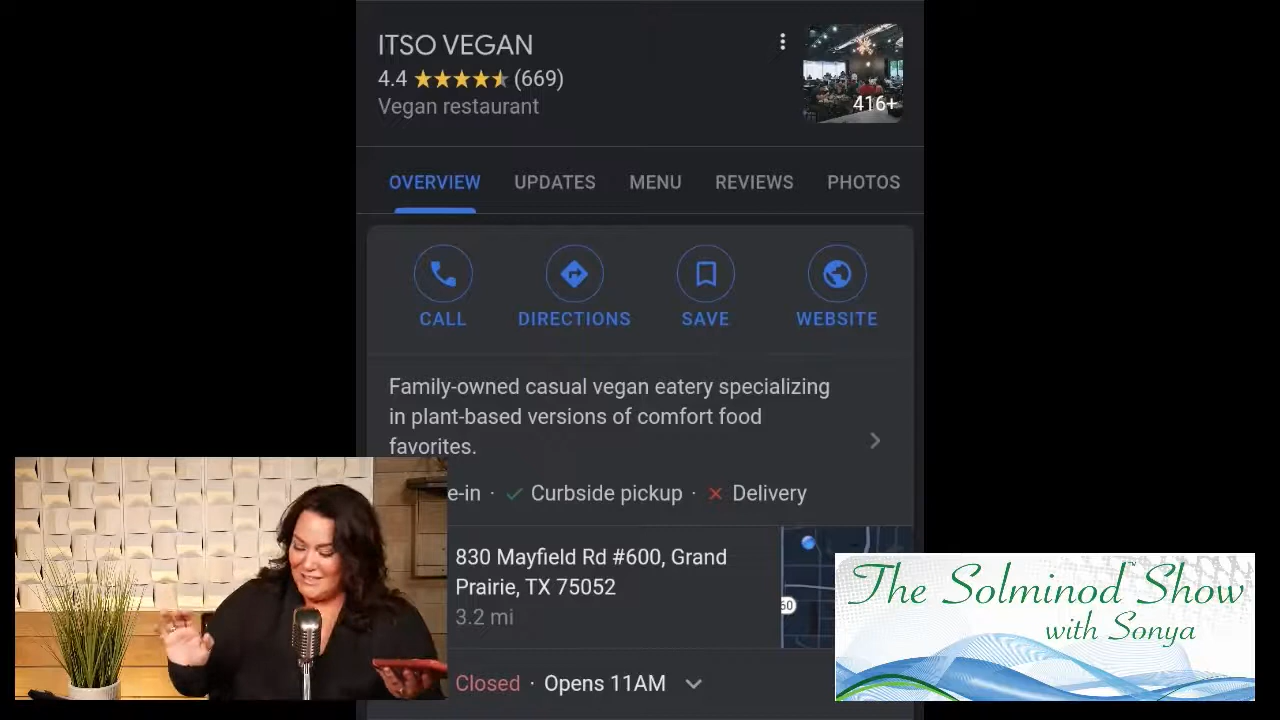 ITSO VEGAN
4.4 (669)
Vegan restaurant
416+
OVERVIEW UPDATES MENU REVIEWS PHOTOS
CALL DIRECTIONS SAVE WEBSITE
Family-owned casual vegan eatery specializing
in plant-based versions of comfort food
favorites.
e-in · Curbside pickup · Delivery
830 Mayfield Rd #600, Grand
Prairie, TX 75052
3.2 mi
60
Closed · Opens 11AM
The Solminod Show
with Sonya